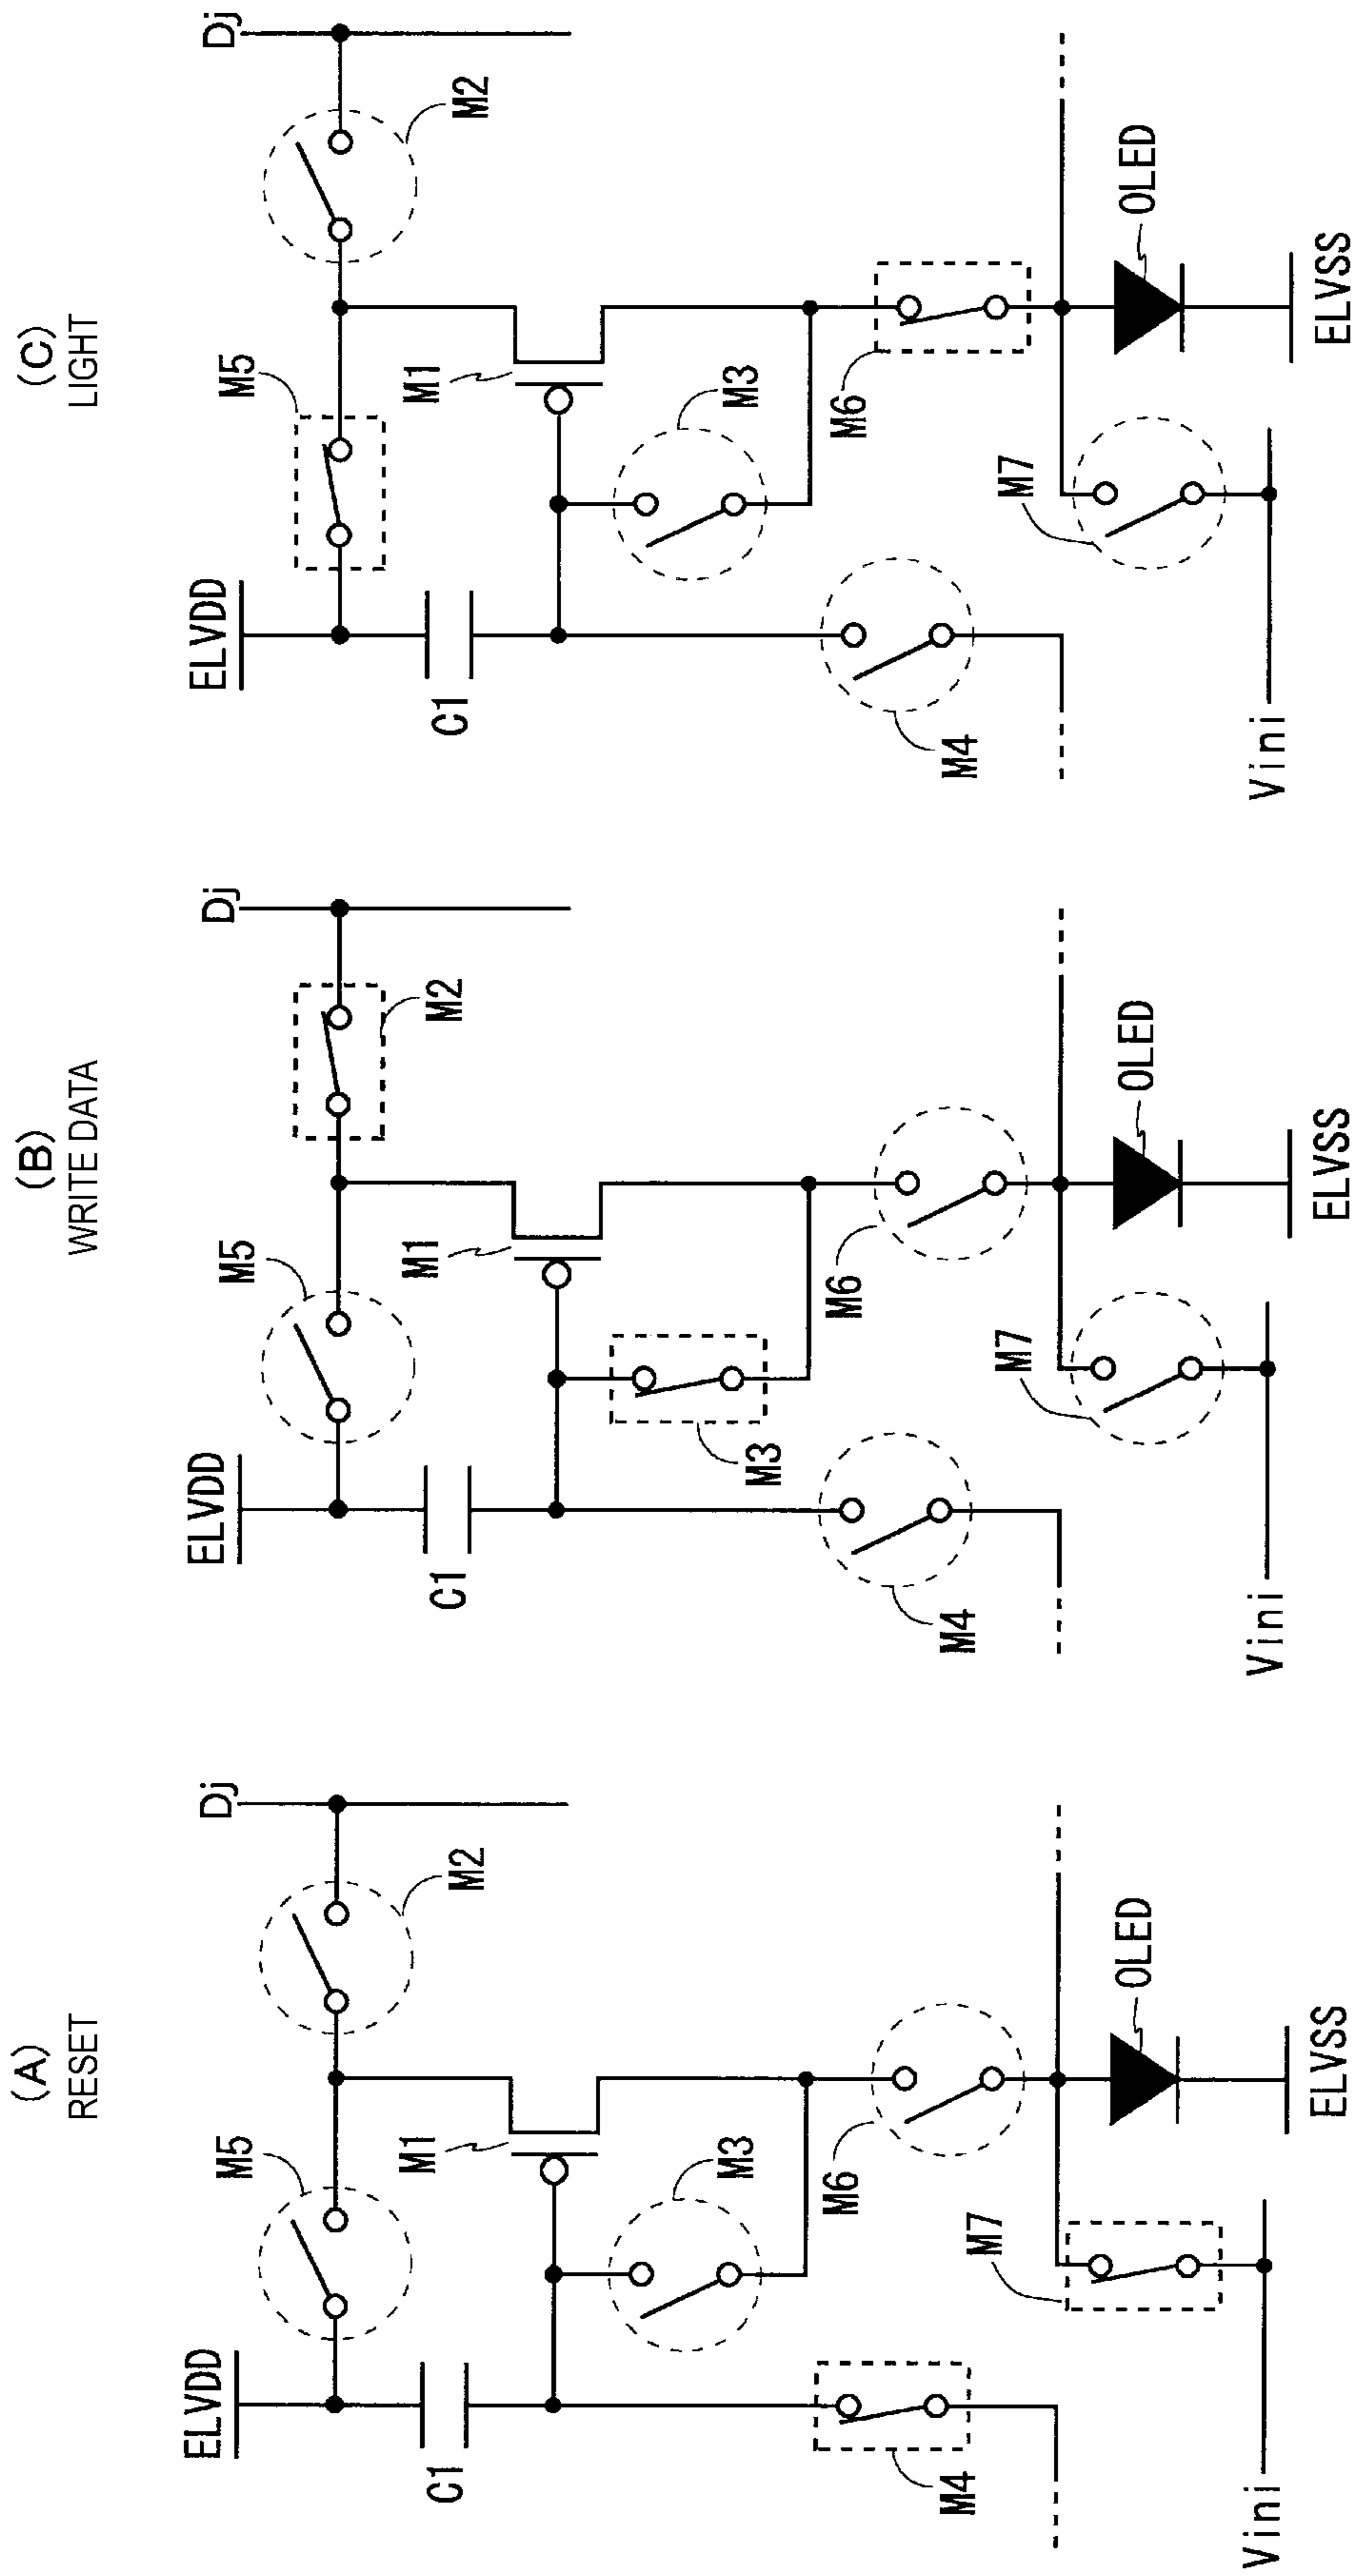 (A)
RESET
ELVDD
M5
M2
Dj
C1
M1
M3
M4
M6
M7
OLED
Vini
ELVSS
(B)
WRITE DATA
ELVDD
M5
M2
Dj
C1
M1
M3
M4
M6
M7
OLED
Vini
ELVSS
(C)
LIGHT
ELVDD
M5
M2
Dj
C1
M1
M3
M4
M6
M7
OLED
Vini
ELVSS